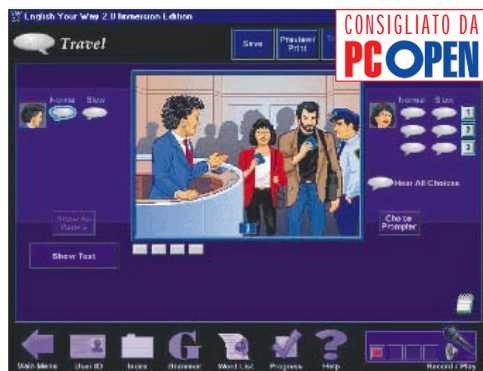 English Your Way 2.0 Immersion Edition
CONSIGLIATO DA
PC OPEN
Travel
Save
Preview/
Print
Normal Slow
Normal Slow
1
2
3
Hear All Choices
Show All
Panels
Choice
Prompter
3
Show Text
Main Menu
User ID
Index
G
Grammar
Word List
Progress
?
Help
Record / Play